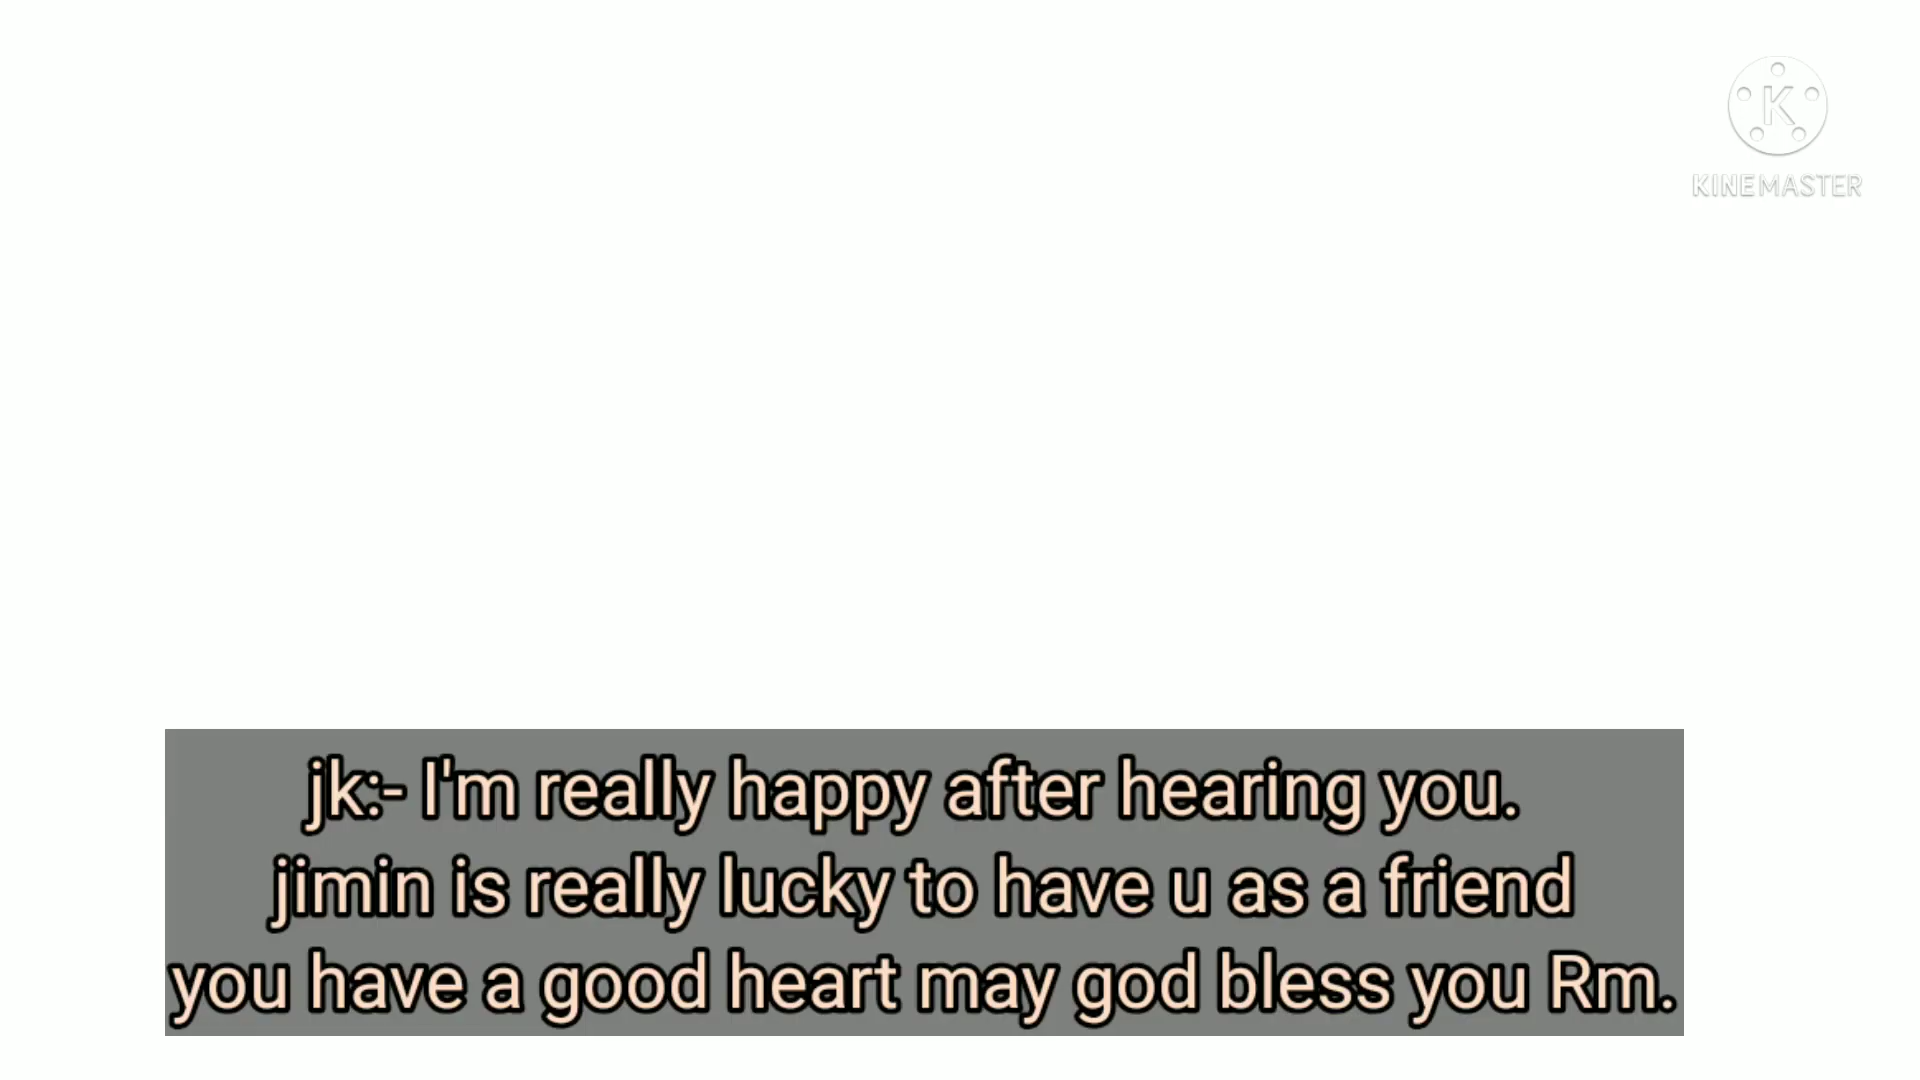 K
KINEMASTER
jk:- I'm really happy after hearing you.
jimin is really lucky to have u as a friend
you have a good heart may god bless you Rm.